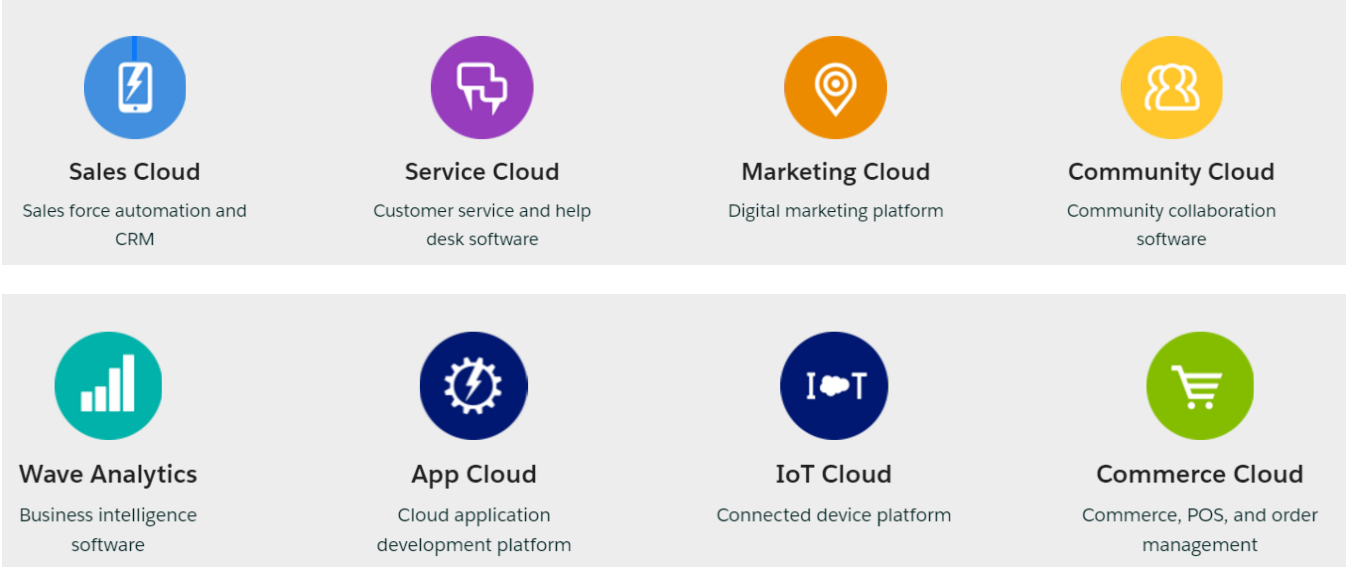 Sales Cloud
Sales force automation and
CRM
Service Cloud
Customer service and help
desk software
Marketing Cloud
Digital marketing platform
Community Cloud
Community collaboration
software
Wave Analytics
Business intelligence
software
App Cloud
Cloud application
development platform
I T
IoT Cloud
Connected device platform
Commerce Cloud
Commerce, POS, and order
management